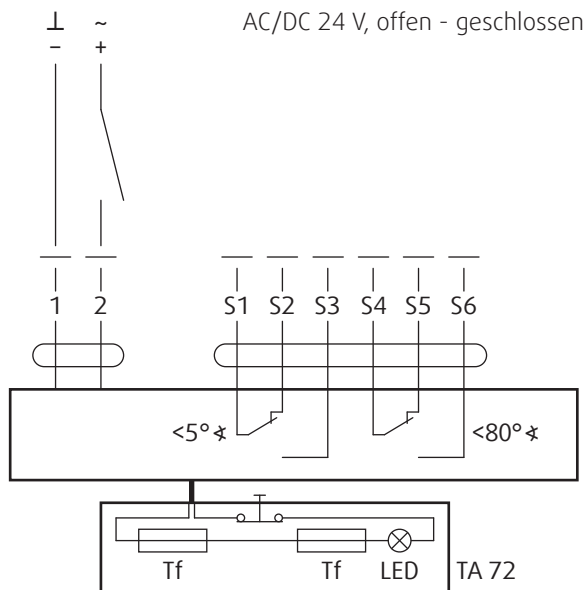 ⊥ ~ AC/DC 24 V, offen - geschlossen
− +
1 2 S1 S2 S3 S4 S5 S6
<5°∢ <80°∢
Tf Tf LED TA 72